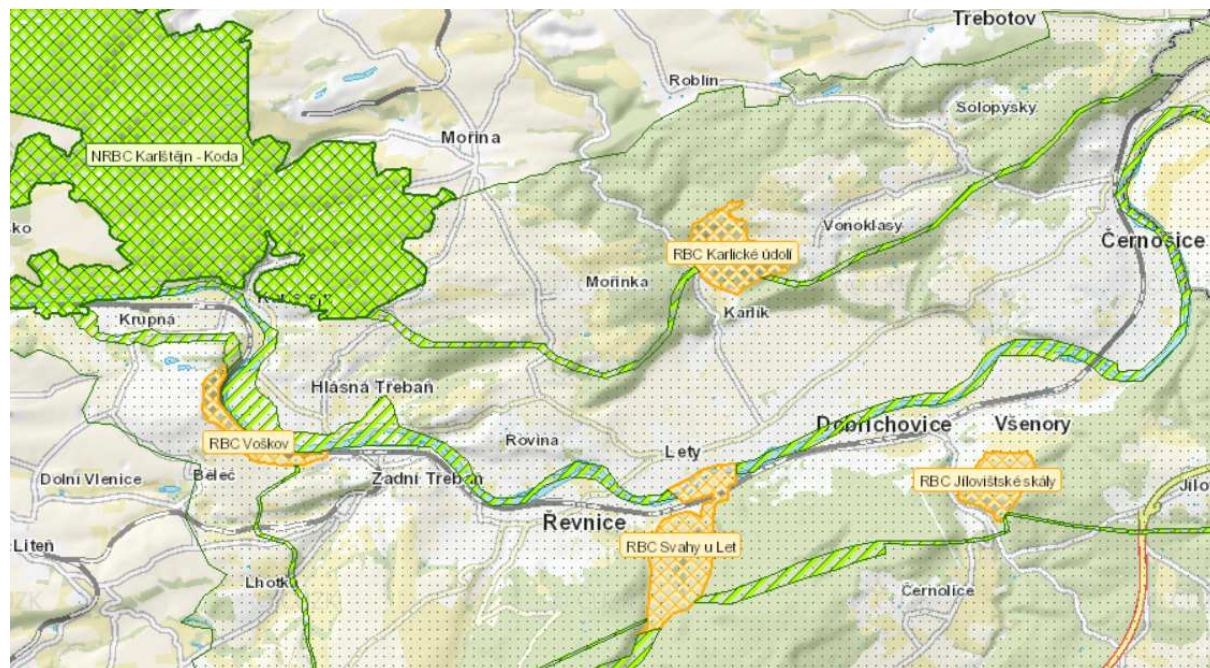 Třebotov
Roblín
Solopysky
Mořina
NRBC Karlštejn - Koda
sko
Vonoklasy
Černošice
RBC Karlické údolí
Mořinka
Karlík
Krupná
Hlásná Třebaň
Dobřichovice
Všenory
RBC Voškov
Rovina
Lety
Běleč
Zadní Třebaň
Dolní Vlenice
RBC Jílovištské skály
Jílov
Řevnice
Liteň
RBC Svahy u Let
Lhotka
Černolice